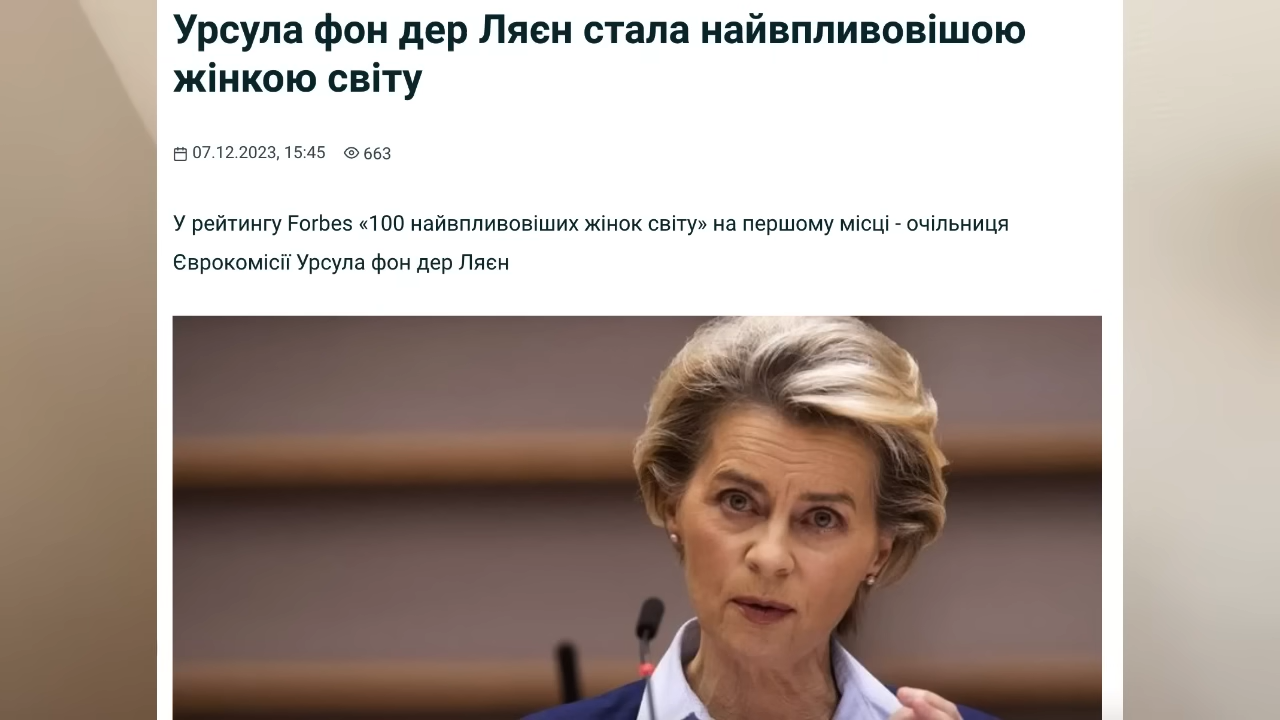 Урсула фон дер Ляєн стала найвпливовішою
жінкою світу
07.12.2023, 15:45 663
У рейтингу Forbes «100 найвпливовіших жінок світу» на першому місці - очільниця
Єврокомісії Урсула фон дер Ляєн